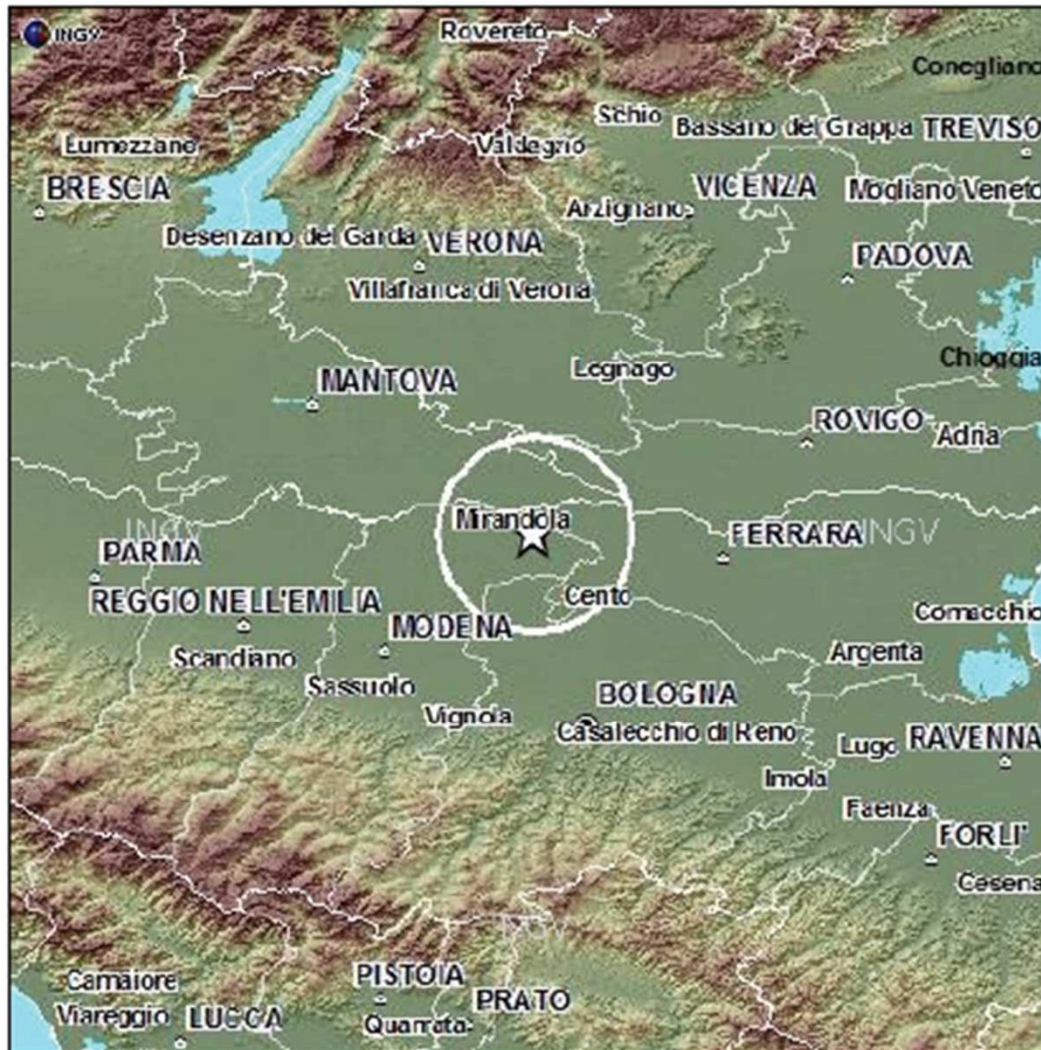 INGV
Rovereto
Conegliano
Schio
Bassano del Grappa
TREVISO
Lumezzane
Valdagno
BRESCIA
VICENZA
Mogliano Veneto
Arzignano
Desenzano del Garda
VERONA
PADOVA
Villafranca di Verona
Chioggia
Legnago
MANTOVA
ROVIGO
Adria
Mirandola
INGV
FERRARA
INGV
PARMA
REGGIO NELL'EMILIA
Cento
Comacchio
MODENA
Argenta
Scandiano
Sassuolo
BOLOGNA
Vignola
Casalecchio di Reno
Lugo
RAVENNA
Imola
Faenza
FORLI'
Cesena
INGV
Camaiore
PISTOIA
PRATO
Viareggio
LUCCA
Quarrata